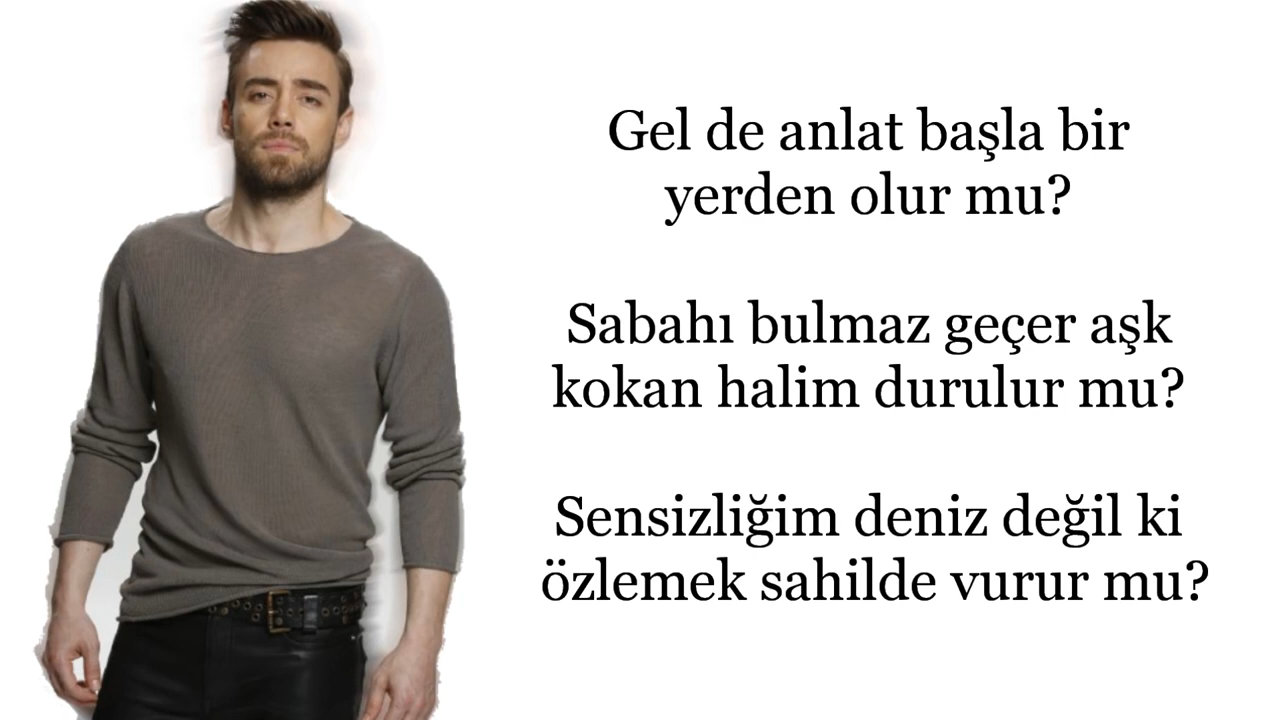 Gel de anlat başla bir
yerden olur mu?
Sabahı bulmaz geçer aşk
kokan halim durulur mu?
Sensizliğim deniz değil ki
özlemek sahilde vurur mu?